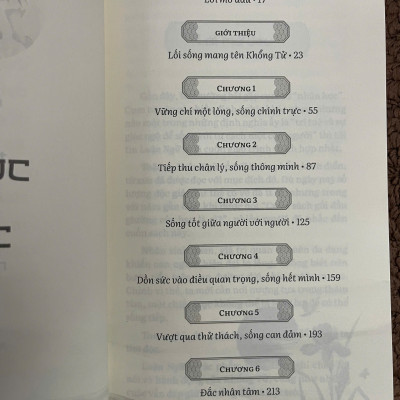 Lời mở đầu • 17
GIỚI THIỆU
Lối sống mang tên Khổng Tử • 23
CHƯƠNG 1
Vững chí một lòng, sống chính trực • 55
CHƯƠNG 2
Tiếp thu chân lý, sống thông minh • 87
CHƯƠNG 3
Sống tốt giữa người với người • 125
CHƯƠNG 4
Dồn sức vào điều quan trọng, sống hết mình • 159
CHƯƠNG 5
Vượt qua thử thách, sống can đảm • 193
CHƯƠNG 6
Đắc nhân tâm • 213